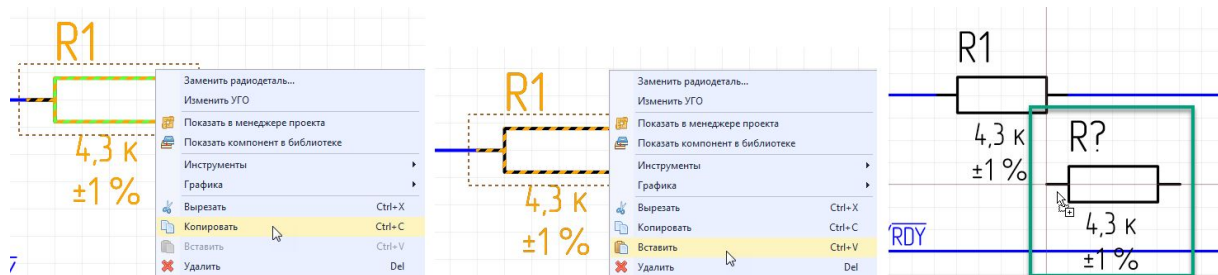 R1
4,3 к
±1 %
Заменить радиодеталь...
Изменить УГО
Показать в менеджере проекта
Показать компонент в библиотеке
Инструменты
Графика
Вырезать Ctrl+X
Копировать Ctrl+C
Вставить Ctrl+V
Удалить Del
R1
4,3 к
±1 %
Заменить радиодеталь...
Изменить УГО
Показать в менеджере проекта
Показать компонент в библиотеке
Инструменты
Графика
Вырезать Ctrl+X
Копировать Ctrl+C
Вставить Ctrl+V
Удалить Del
R1
4,3 к
±1 %
R?
4,3 к
±1 %
RDY